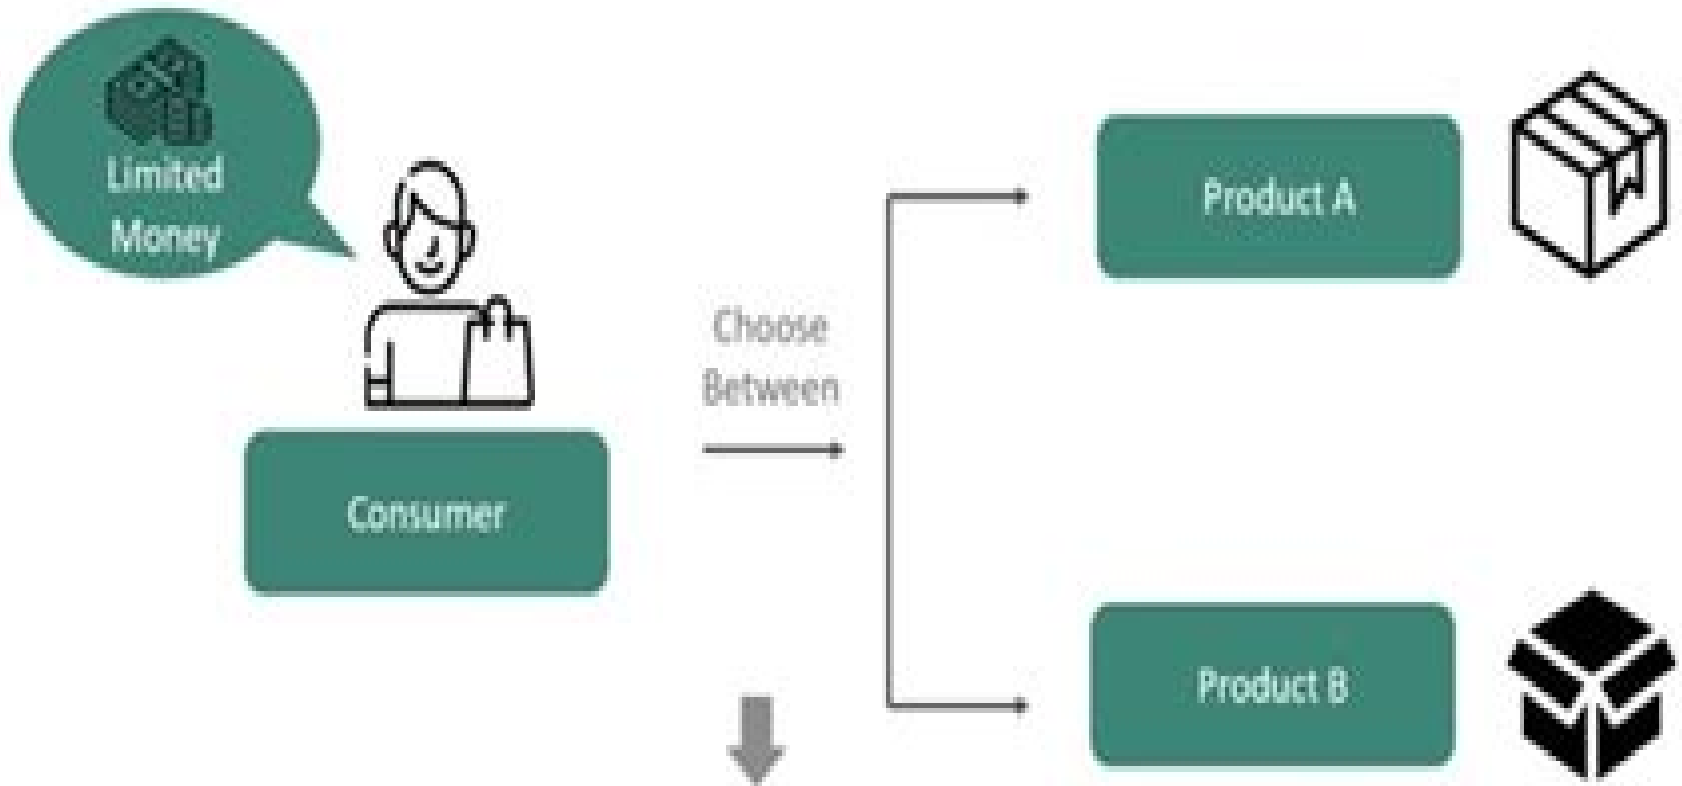 Limited
Money
Choose
Between
Consumer
Product A
Product B